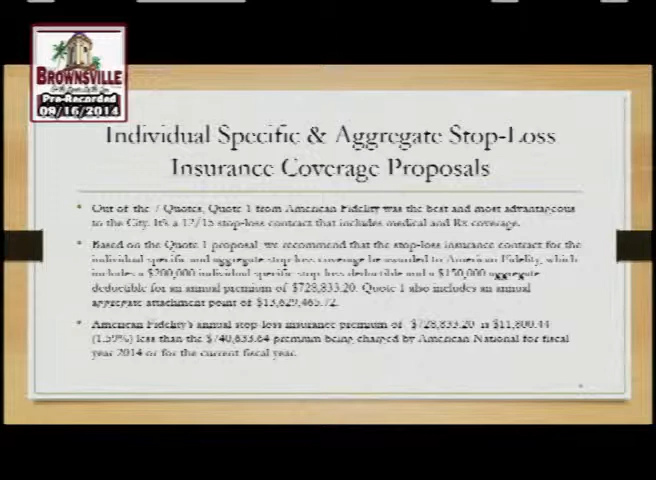 BROWNSVILLE
Pre-Recorded
09/16/2014
Individual Specific & Aggregate Stop-Loss
Insurance Coverage Proposals
• Out of the 7 Quotes, Quote 1 from American Fidelity was the best and most advantageous
to the City. It's a 12/15 stop-loss contract that includes medical and Rx coverage.
• Based on the Quote 1 proposal we recommend that the stop-loss insurance contract for the
individual specific and aggregate stop loss coverage be awarded to American Fidelity, which
includes a $200,000 individual specific stop loss deductible and a $150,000 aggregate
deductible for an annual premium of $728,833.20. Quote 1 also includes an annual
aggregate attachment point of $13,629,465.72.
• American Fidelity's annual stop-loss insurance premium of $728,833.20 is $11,800.44
(1.59%) less than the $740,633.64 premium being charged by American National for fiscal
year 2014 or for the current fiscal year.